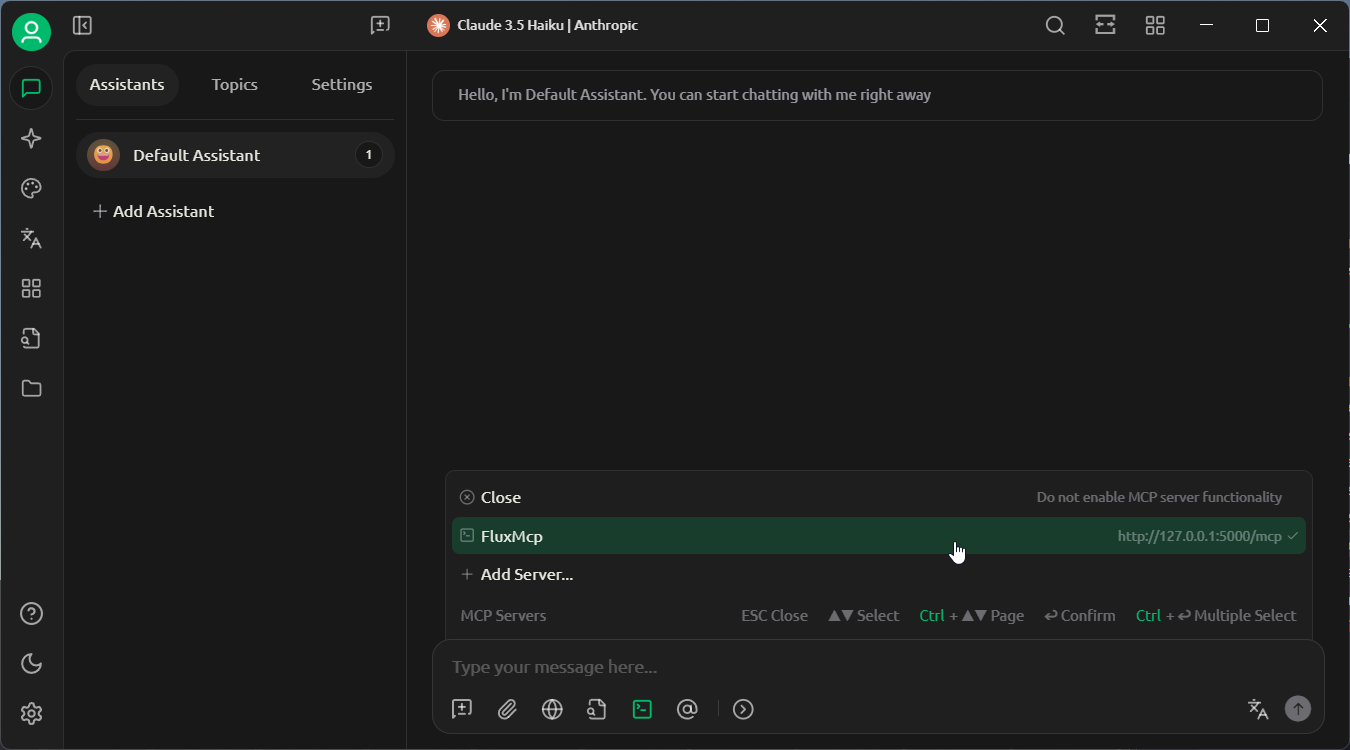 Claude 3.5 Haiku | Anthropic
Assistants Topics Settings
Default Assistant 1
Add Assistant
Hello, I'm Default Assistant. You can start chatting with me right away
Close Do not enable MCP server functionality
FluxMcp http://127.0.0.1:5000/mcp
Add Server...
MCP Servers ESC Close ▲▼ Select Ctrl + ▲▼ Page ↩ Confirm Ctrl + ↩ Multiple Select
Type your message here...